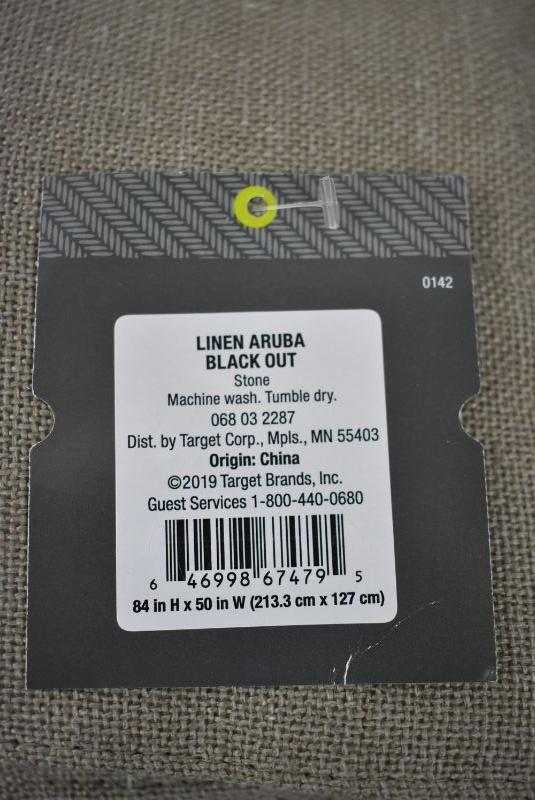 0142
LINEN ARUBA
BLACK OUT
Stone
Machine wash. Tumble dry.
068 03 2287
Dist. by Target Corp., Mpls., MN 55403
Origin: China
©2019 Target Brands, Inc.
Guest Services 1-800-440-0680
6 46998 67479 5
84 in H x 50 in W (213.3 cm x 127 cm)